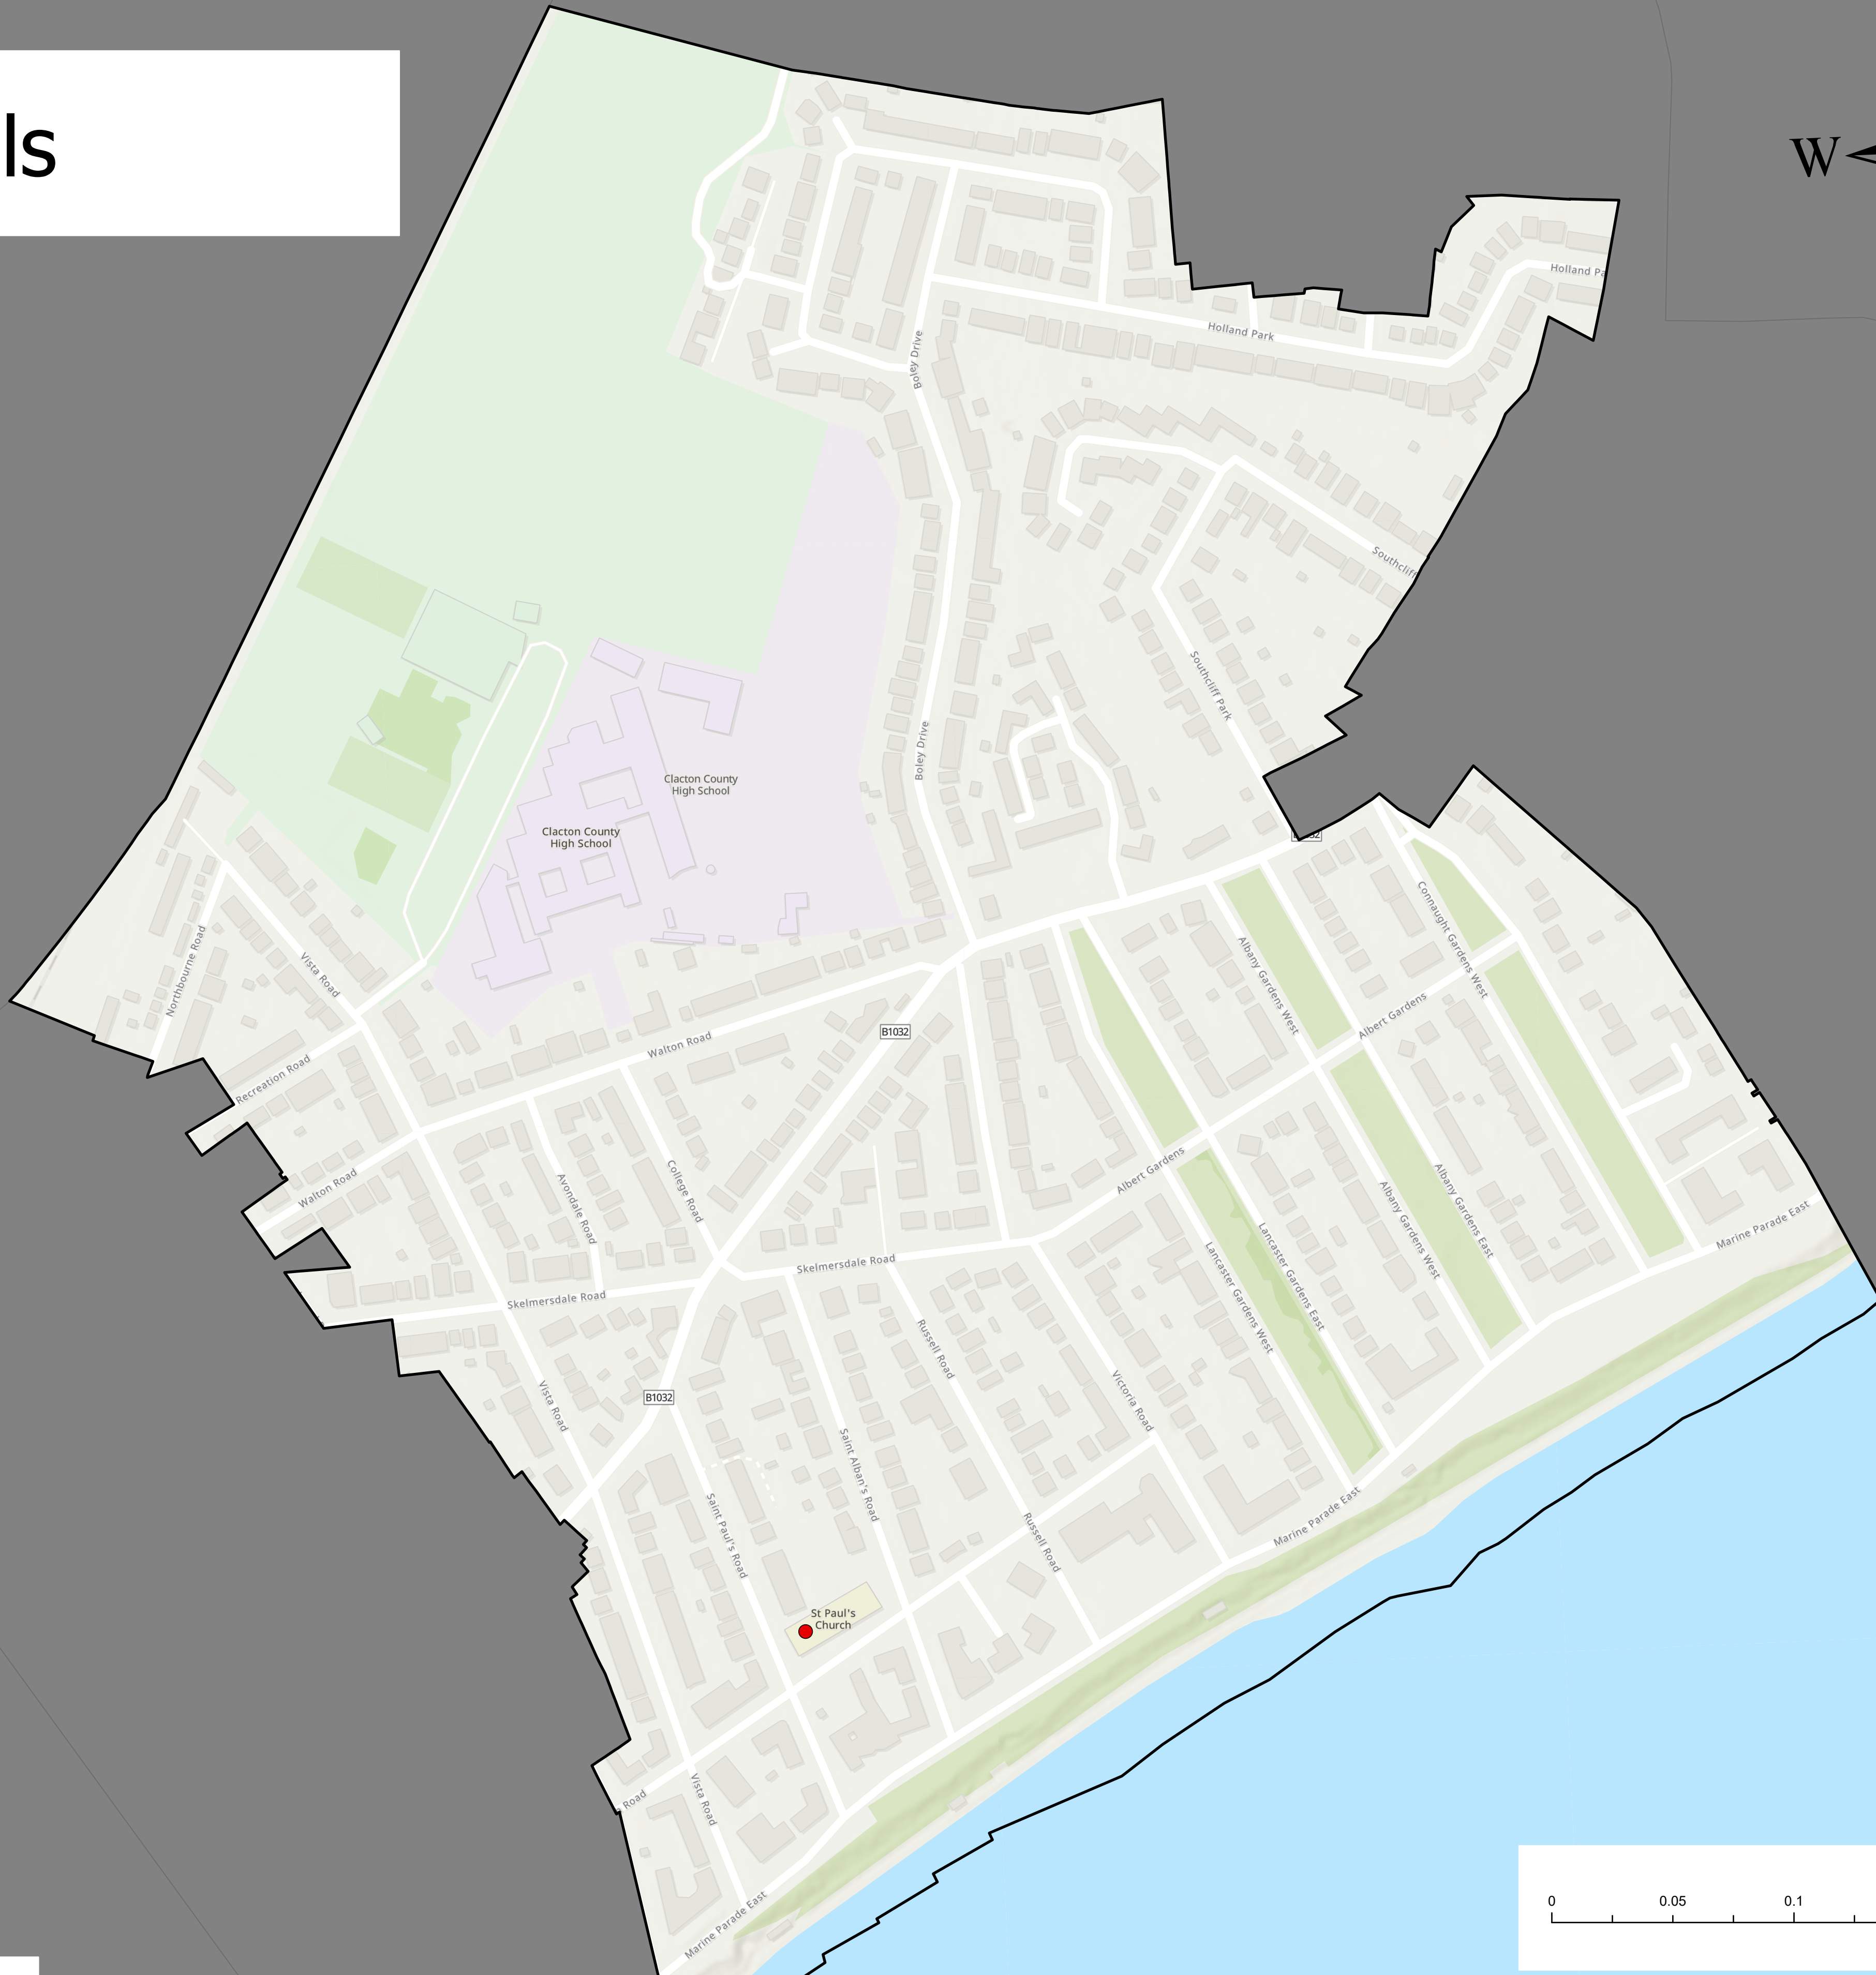 ls
W
Holland Pa
Holland Park
Boley Drive
Southcliff
Southcliff Park
Boley Drive
Clacton County
High School
Clacton County
High School
Connaught Gardens West
Albany Gardens West
Northbourne Road
Vista Road
Albert Gardens
B1032
Walton Road
Recreation Road
Albert Gardens
Walton Road
Avondale Road
College Road
Albany Gardens East
Albany Gardens West
Marine Parade East
Lancaster Gardens East
Lancaster Gardens West
Skelmersdale Road
Skelmersdale Road
Russell Road
Victoria Road
Vista Road
B1032
Saint Alban's Road
Saint Paul's Road
Russell Road
Marine Parade East
St Paul's
Church
Road
Vista Road
Marine Parade East
0 0.05 0.1